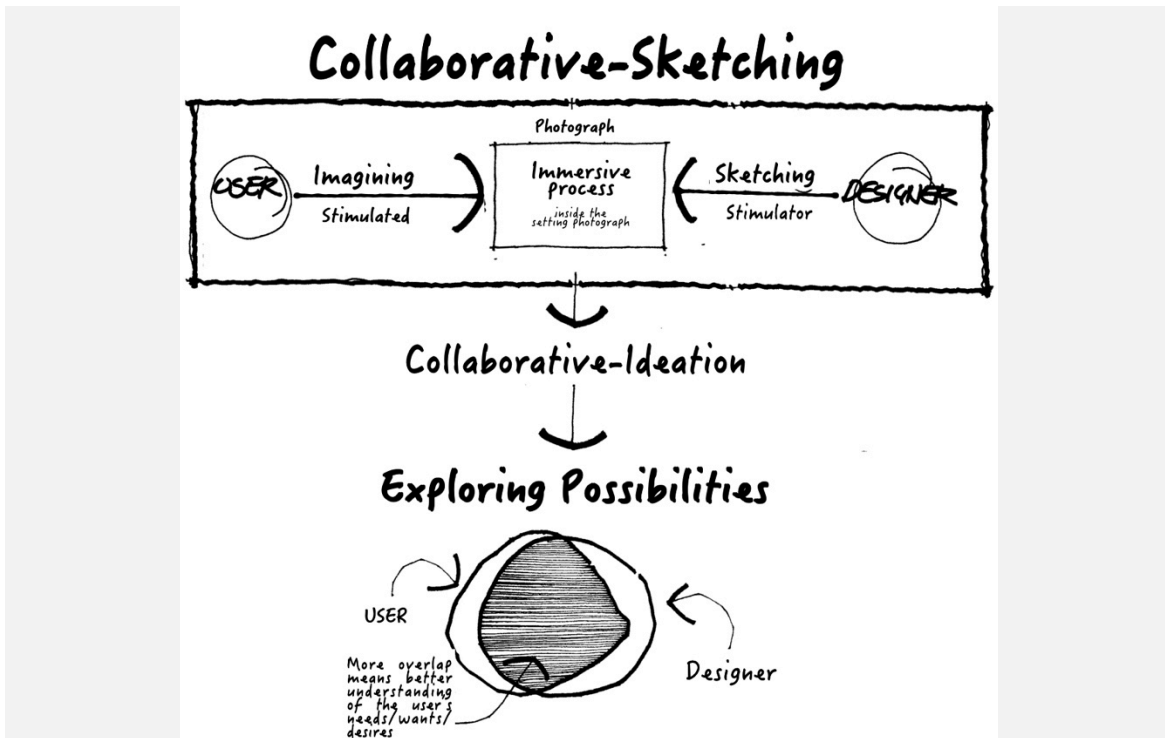 Collaborative-Sketching
Photograph
USER
Imagining
Stimulated
Immersive
process
inside the
setting photograph
Sketching
Stimulator
DESIGNER
Collaborative-Ideation
Exploring Possibilities
USER
Designer
More overlap
means better
understanding
of the user's
needs/wants/
desires